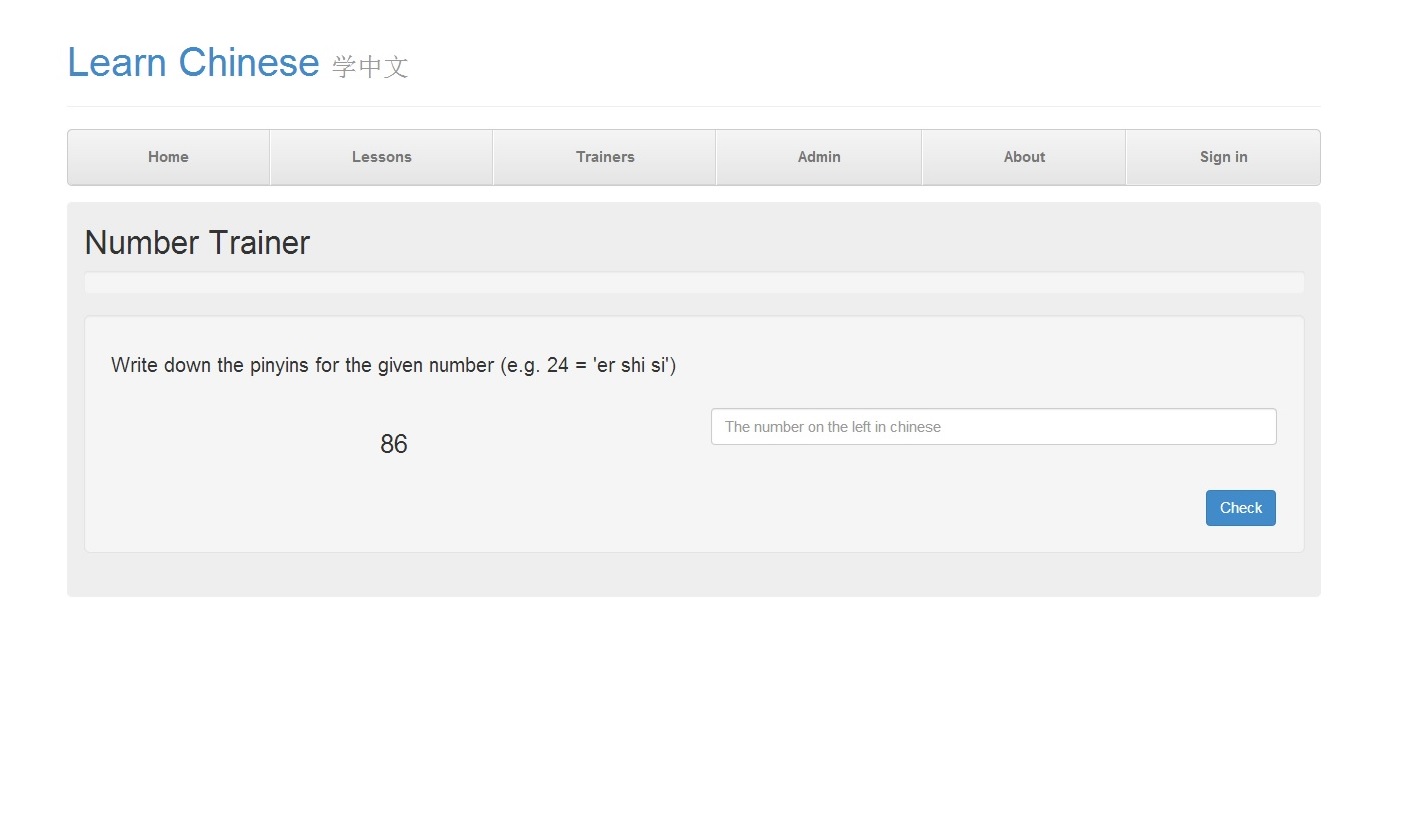 Learn Chinese 学中文
Home Lessons Trainers Admin About Sign in
Number Trainer
Write down the pinyins for the given number (e.g. 24 = 'er shi si')
86
The number on the left in chinese
Check